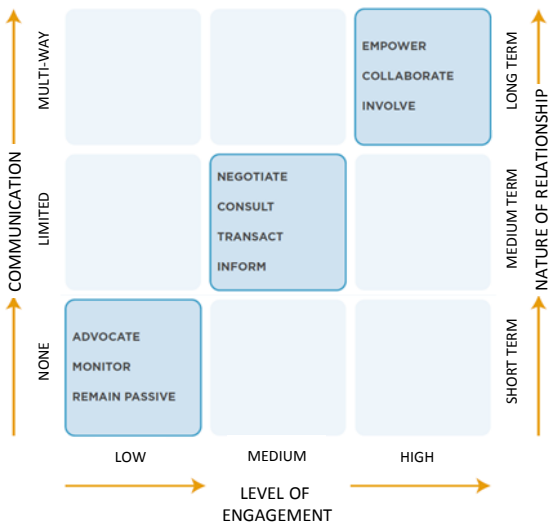 COMMUNICATION
MULTI-WAY
LIMITED
NONE
EMPOWER
COLLABORATE
INVOLVE
NEGOTIATE
CONSULT
TRANSACT
INFORM
ADVOCATE
MONITOR
REMAIN PASSIVE
LONG TERM
MEDIUM TERM
SHORT TERM
NATURE OF RELATIONSHIP
LOW
MEDIUM
HIGH
LEVEL OF
ENGAGEMENT